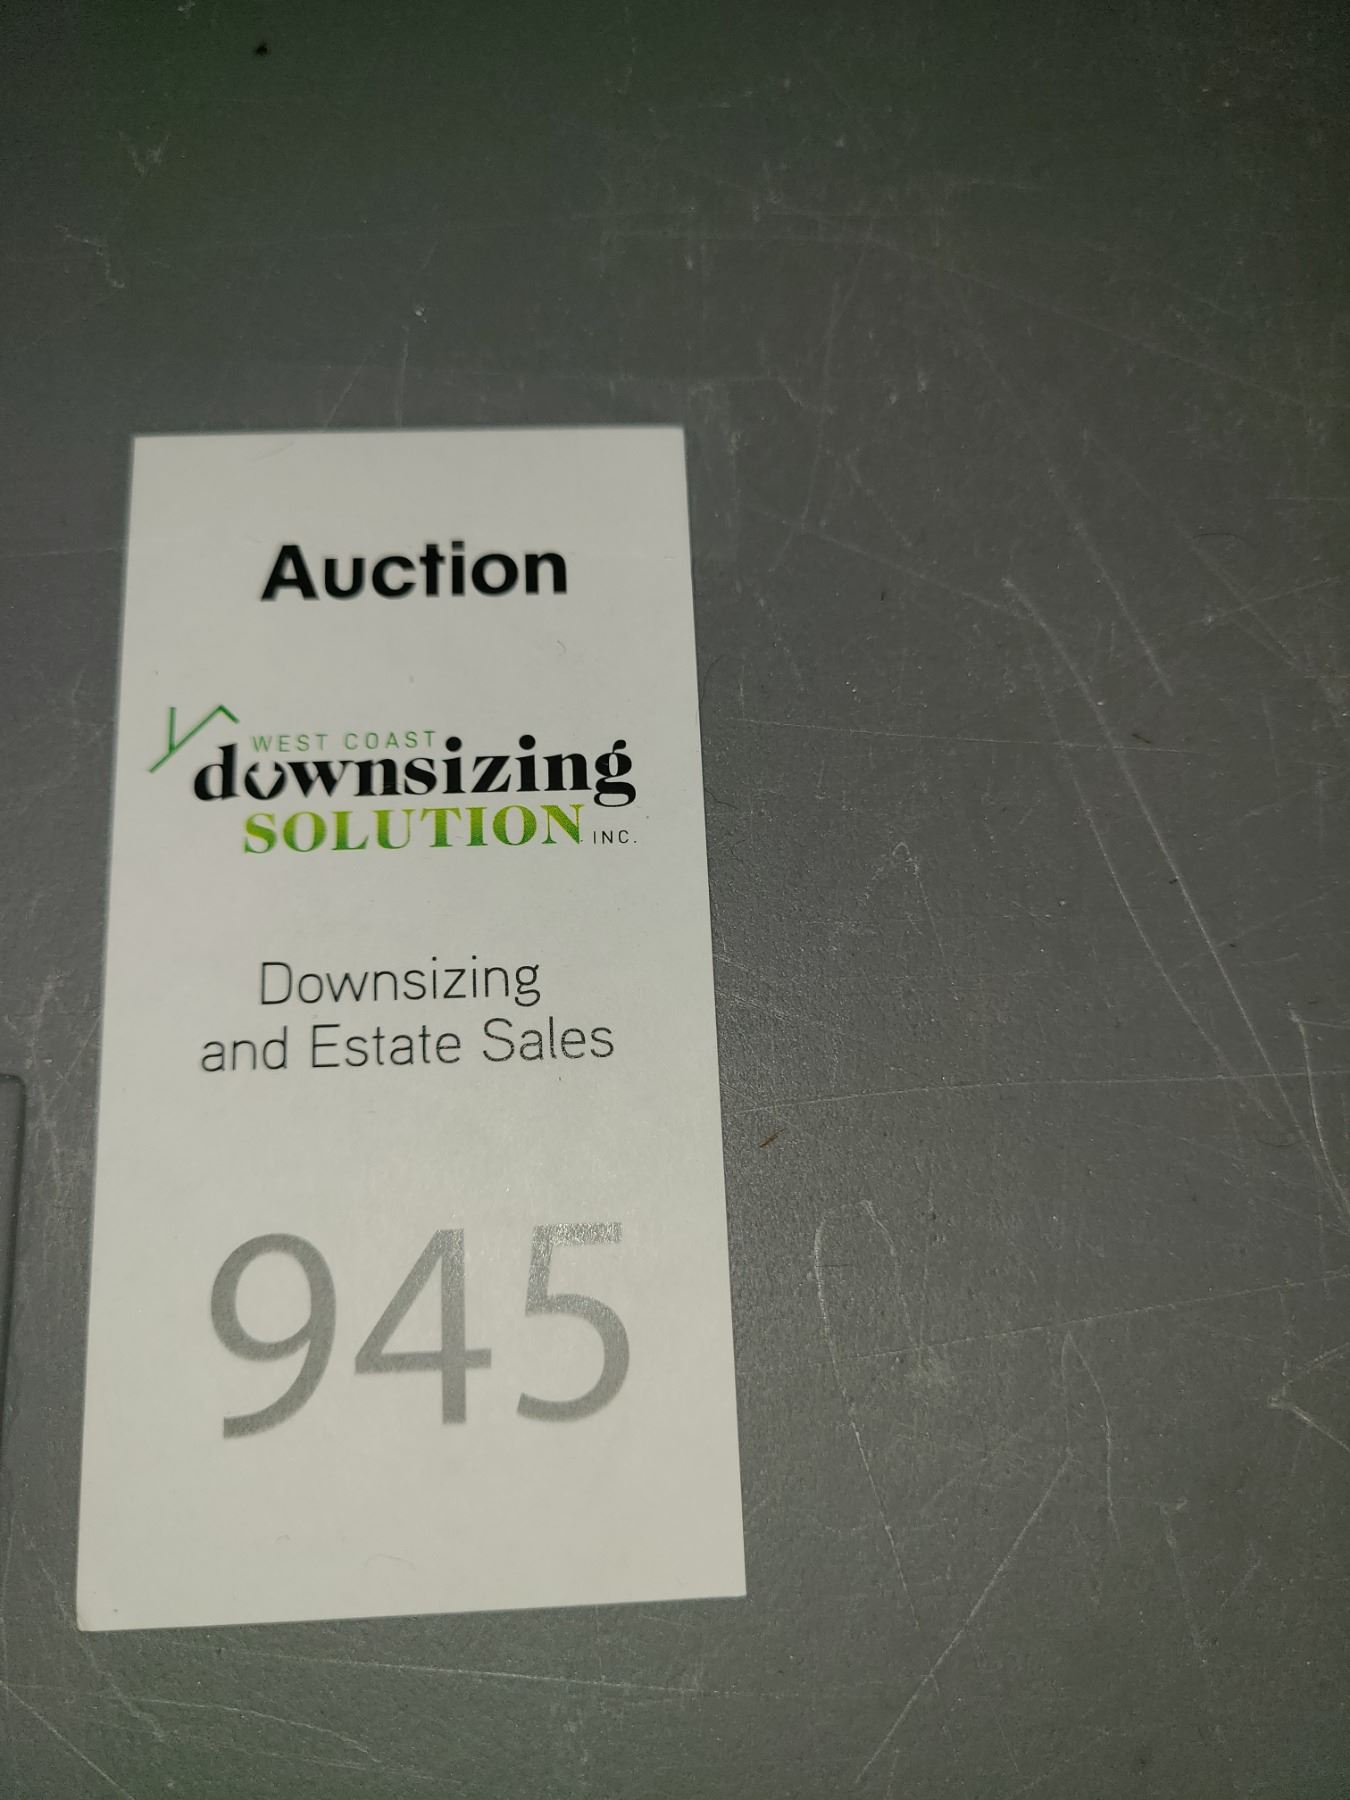 Auction
WEST COAST
downsizing
SOLUTION INC.
Downsizing
and Estate Sales
945